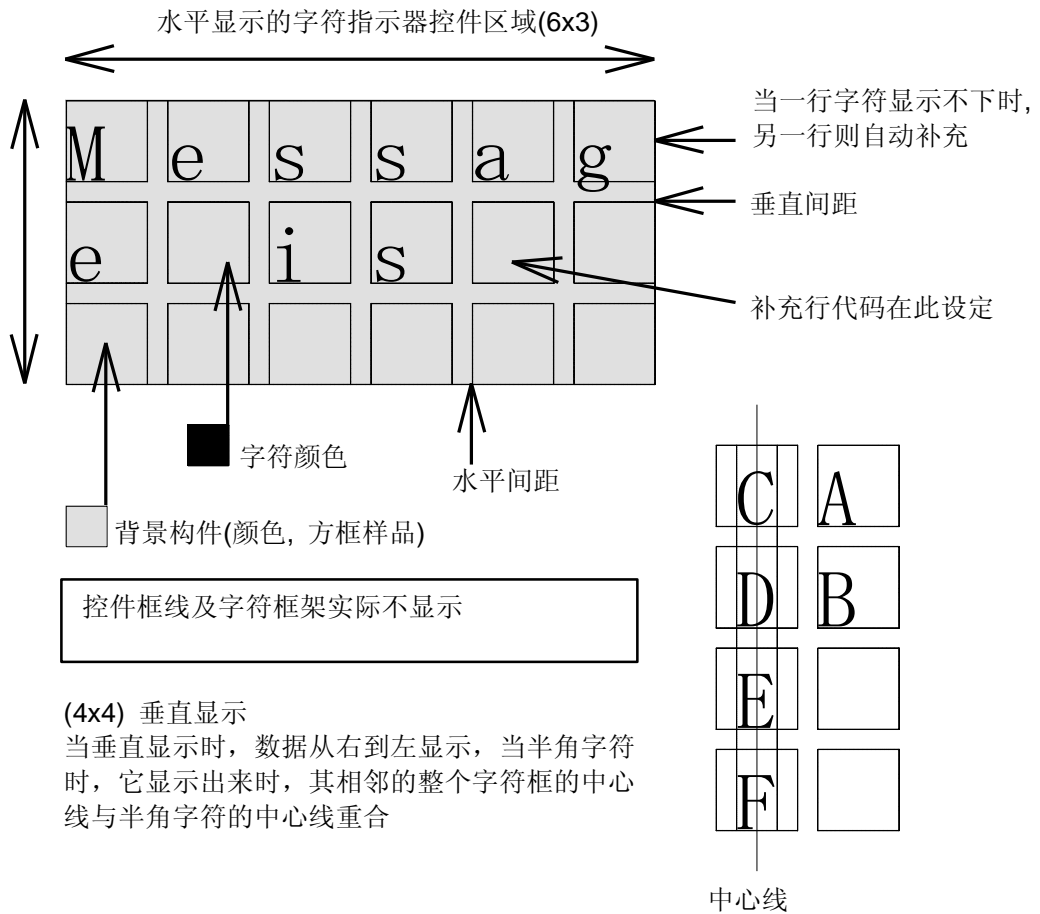 水平显示的字符指示器控件区域(6x3)
当一行字符显示不下时,
另一行则自动补充
M e s s a g
垂直间距
e i s
补充行代码在此设定
字符颜色
水平间距
背景构件(颜色, 方框样品)
控件框线及字符框架实际不显示
C A
D B
E
F
(4x4) 垂直显示
当垂直显示时，数据从右到左显示，当半角字符
时，它显示出来时，其相邻的整个字符框的中心
线与半角字符的中心线重合
中心线